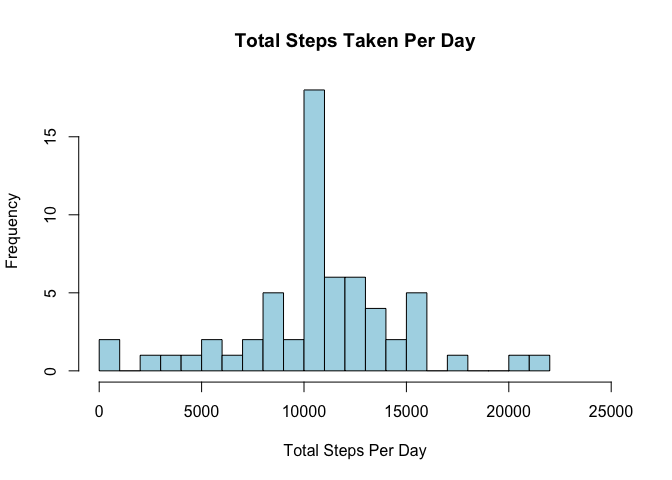 Total Steps Taken Per Day
Frequency
15
10
5
0
0 5000 10000 15000 20000 25000
Total Steps Per Day